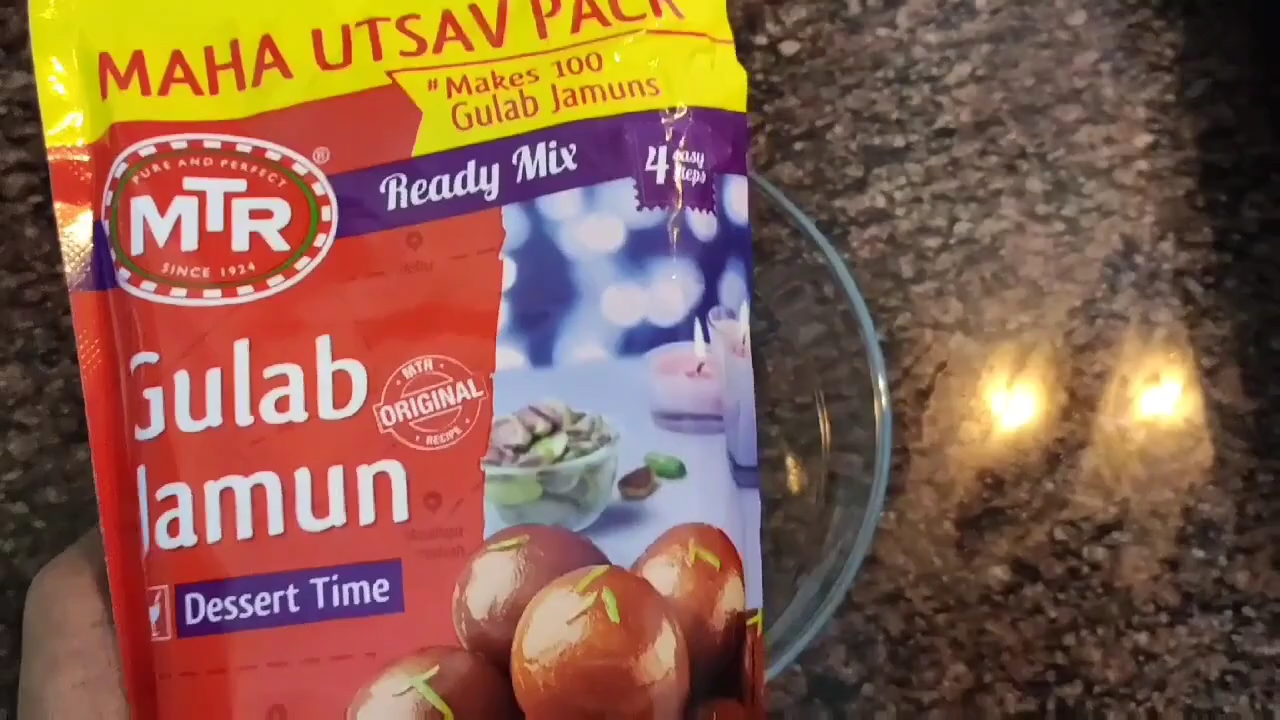 MAHA UTSAV PACK
"Makes 100
Gulab Jamuns
PURE AND PERFECT
MTR
®
SINCE 1924
Ready Mix
4 easy
steps
Gulab
Jamun
MTR
ORIGINAL
RECIPE
Dessert Time